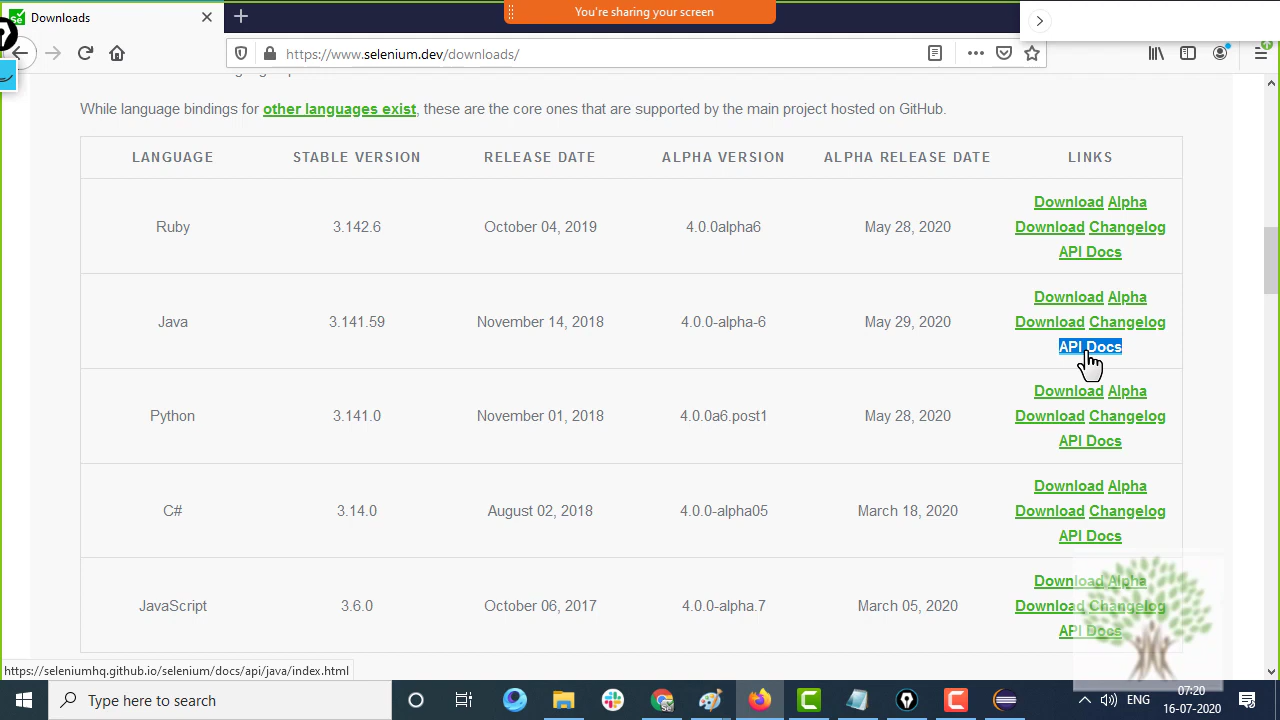 Downloads
You're sharing your screen
https://www.selenium.dev/downloads/
While language bindings for other languages exist, these are the core ones that are supported by the main project hosted on GitHub.
LANGUAGE STABLE VERSION RELEASE DATE ALPHA VERSION ALPHA RELEASE DATE LINKS
Ruby 3.142.6 October 04, 2019 4.0.0alpha6 May 28, 2020 Download Alpha
Download Changelog
API Docs
Java 3.141.59 November 14, 2018 4.0.0-alpha-6 May 29, 2020 Download Alpha
Download Changelog
API Docs
Python 3.141.0 November 01, 2018 4.0.0a6.post1 May 28, 2020 Download Alpha
Download Changelog
API Docs
C# 3.14.0 August 02, 2018 4.0.0-alpha05 March 18, 2020 Download Alpha
Download Changelog
API Docs
JavaScript 3.6.0 October 06, 2017 4.0.0-alpha.7 March 05, 2020 Download Alpha
Download Changelog
API Docs
https://seleniumhq.github.io/selenium/docs/api/java/index.html
Type here to search
ENG
07:20
16-07-2020